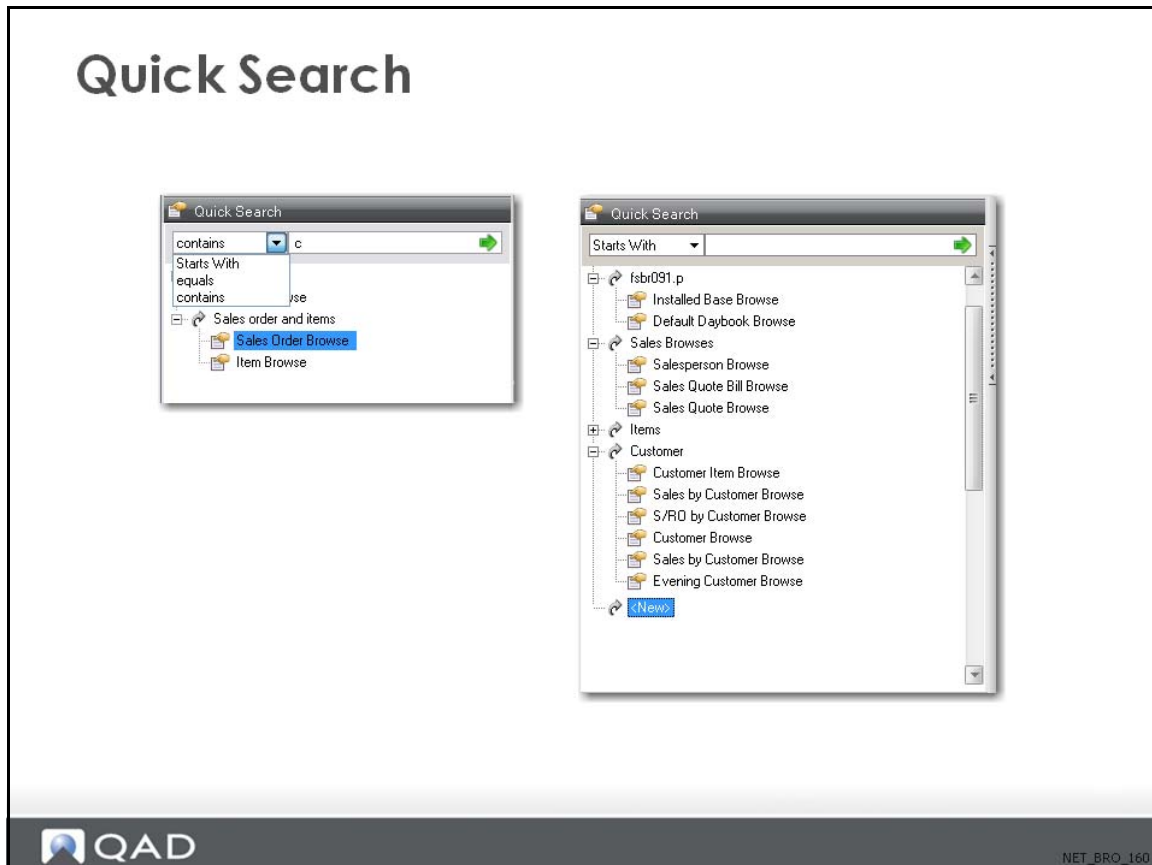 Quick Search
Quick Search
contains
c
Starts With
equals
contains
Sales order and items
Sales Order Browse
Item Browse
Quick Search
Starts With
fsbr091.p
Installed Base Browse
Default Daybook Browse
Sales Browses
Salesperson Browse
Sales Quote Bill Browse
Sales Quote Browse
Items
Customer
Customer Item Browse
Sales by Customer Browse
S/RO by Customer Browse
Customer Browse
Sales by Customer Browse
Evening Customer Browse
<New>
QAD
NET_BRO_160